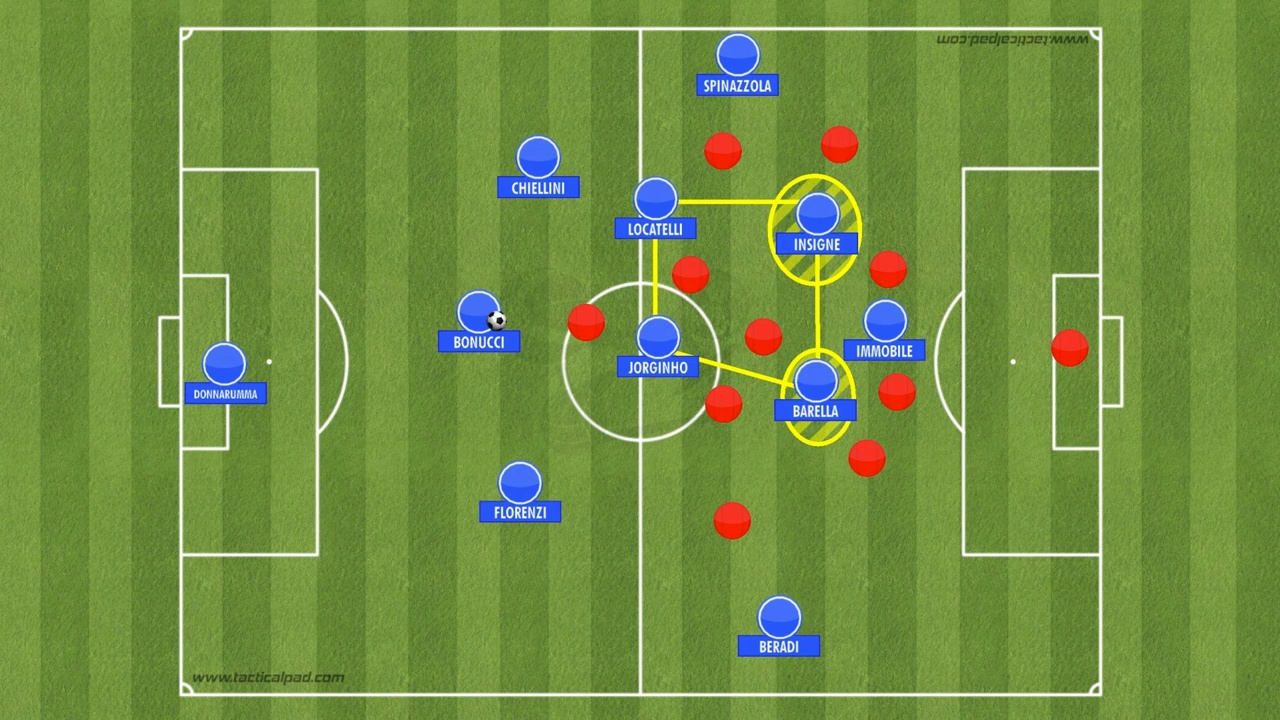 www.tacticalpad.com
SPINAZZOLA
CHIELLINI
LOCATELLI
INSIGNE
BONUCCI
IMMOBILE
JORGINHO
DONNARUMMA
BARELLA
FLORENZI
BERADI
www.tacticalpad.com